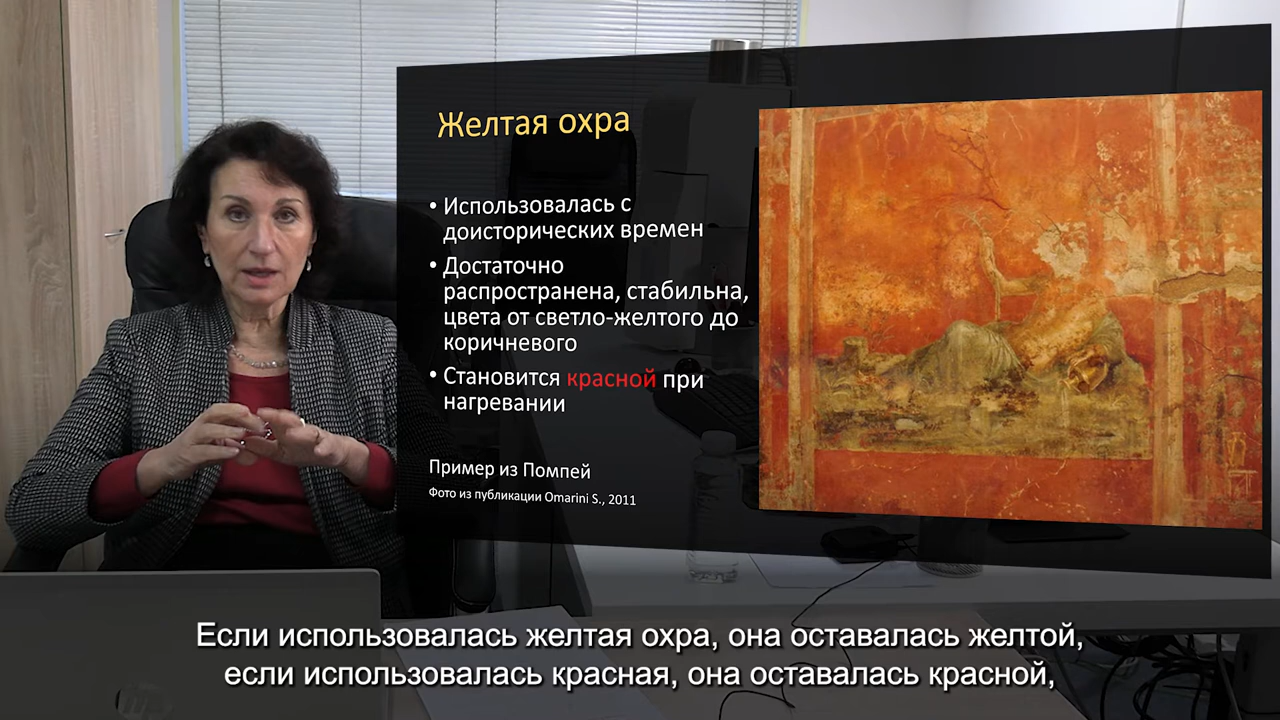 Желтая охра
• Использовалась с
доисторических времен
• Достаточно
распространена, стабильна,
цвета от светло-желтого до
коричневого
• Становится красной при
нагревании
Пример из Помпей
Фото из публикации Omarini S., 2011
Если использовалась желтая охра, она оставалась желтой,
если использовалась красная, она оставалась красной,